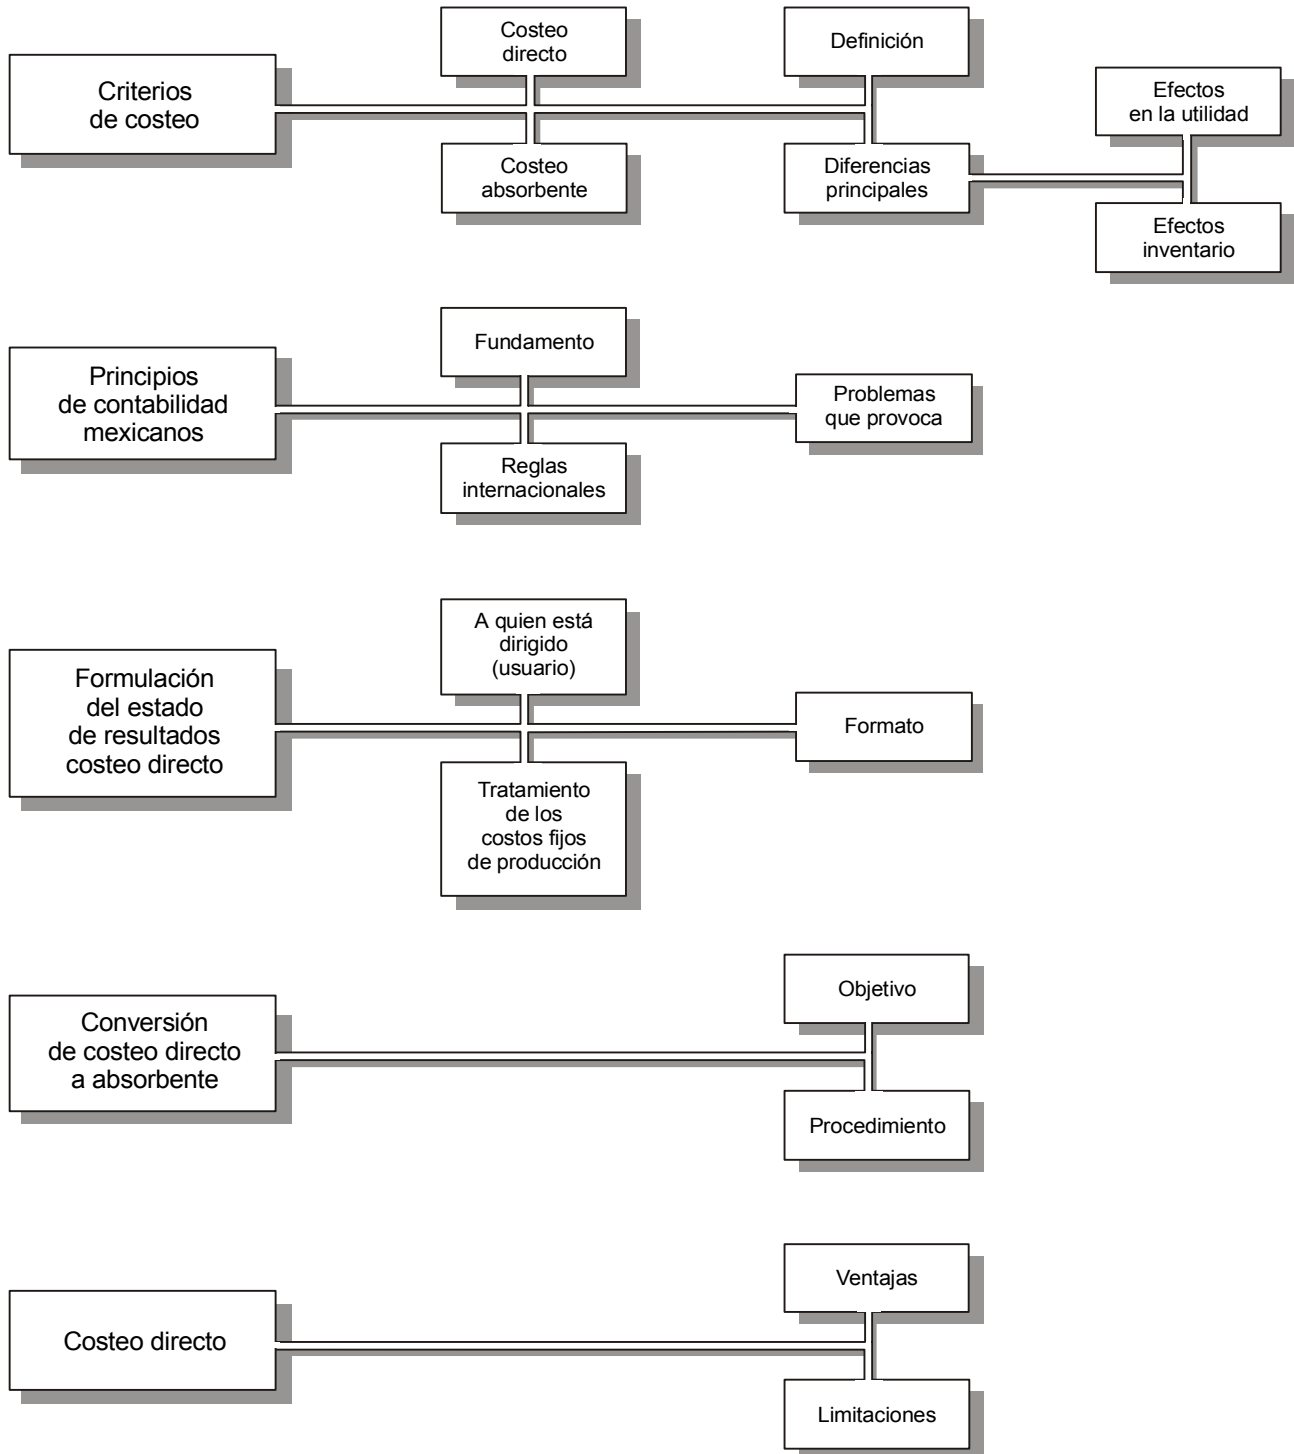 Criterios
de costeo
Costeo
directo
Costeo
absorbente
Definición
Diferencias
principales
Efectos
en la utilidad
Efectos
inventario
Principios
de contabilidad
mexicanos
Fundamento
Reglas
internacionales
Problemas
que provoca
Formulación
del estado
de resultados
costeo directo
A quien está
dirigido
(usuario)
Tratamiento
de los
costos fijos
de producción
Formato
Conversión
de costeo directo
a absorbente
Objetivo
Procedimiento
Costeo directo
Ventajas
Limitaciones